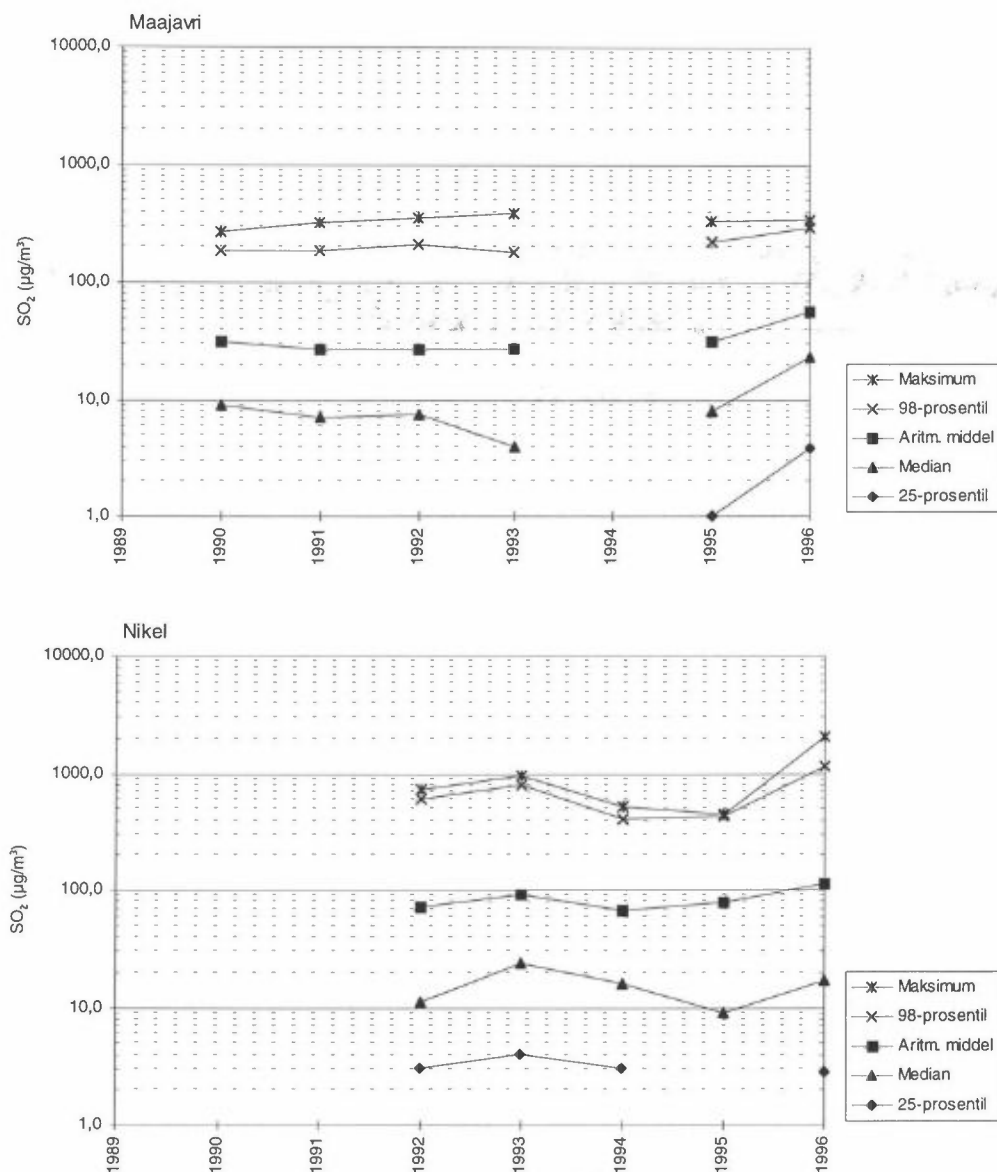 Maajavri
10000,0
1000,0
100,0
10,0
1,0
SO₂ (µg/m³)
1989
1990
1991
1992
1993
1994
1995
1996
Maksimum
98-prosentil
Aritm. middel
Median
25-prosentil
Nikel
10000,0
1000,0
100,0
10,0
1,0
SO₂ (µg/m³)
1989
1990
1991
1992
1993
1994
1995
1996
Maksimum
98-prosentil
Aritm. middel
Median
25-prosentil